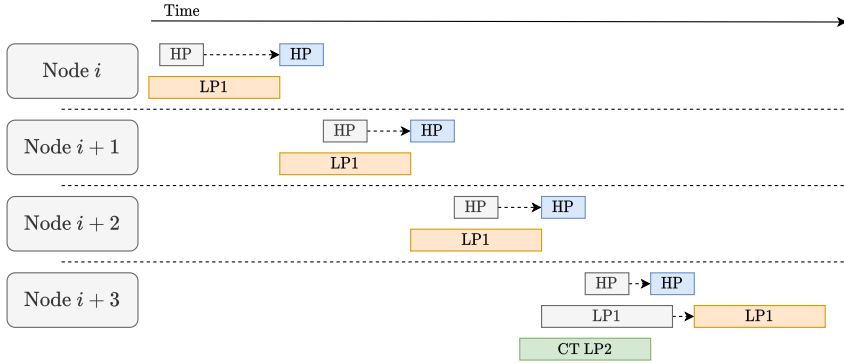 Time
HP HP
Node i
LP1
HP HP
Node i + 1
LP1
HP HP
Node i + 2
LP1
HP HP
Node i + 3
LP1 LP1
CT LP2